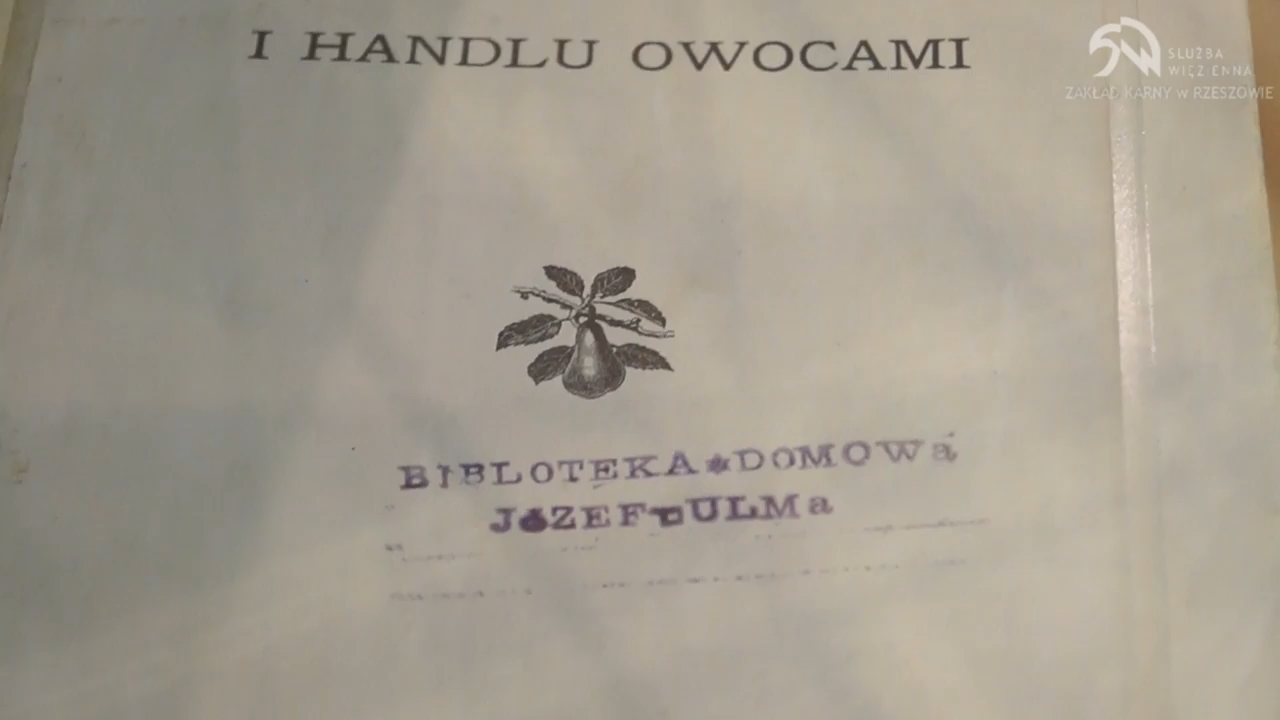 I HANDLU OWOCAMI
SŁUŻBA
WIĘZIENNA
ZAKŁAD KARNY w RZESZOWIE
BIBLOTEKA*DOMOWa
JÓZEF ULMa